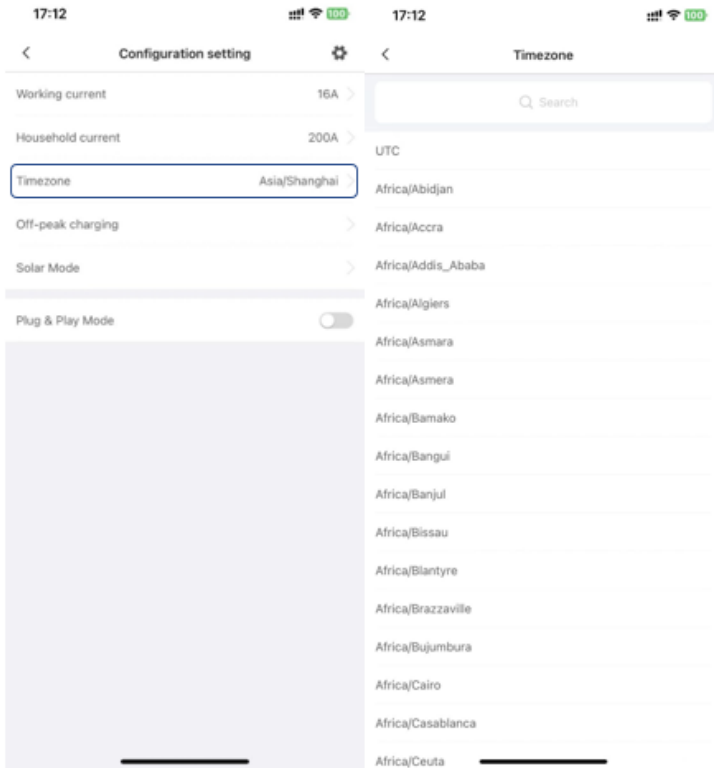 17:12
100
Configuration setting
Working current 16A
Household current 200A
Timezone Asia/Shanghai
Off-peak charging
Solar Mode
Plug & Play Mode
17:12
100
Timezone
Search
UTC
Africa/Abidjan
Africa/Accra
Africa/Addis_Ababa
Africa/Algiers
Africa/Asmara
Africa/Asmera
Africa/Bamako
Africa/Bangui
Africa/Banjul
Africa/Bissau
Africa/Blantyre
Africa/Brazzaville
Africa/Bujumbura
Africa/Cairo
Africa/Casablanca
Africa/Ceuta